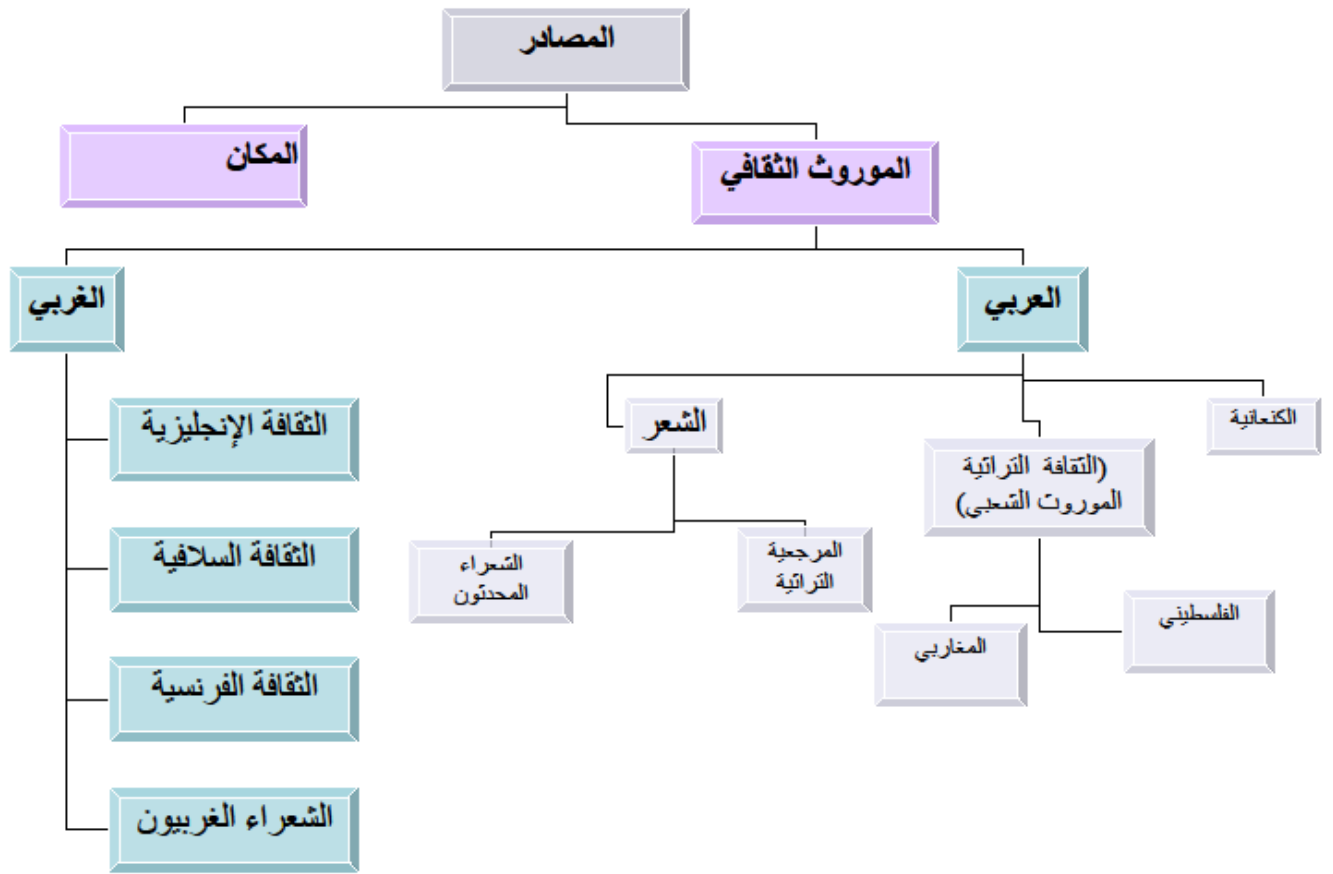 المصادر
الموروث الثقافي
المكان
العربي
الغربي
الكنعانية
(الثقافة التراثية
الموروث الشعبي)
الشعر
الفلسطيني
المغاربي
المرجعية
التراثية
الشعراء
المحدثون
الثقافة الإنجليزية
الثقافة السلافية
الثقافة الفرنسية
الشعراء الغربيون